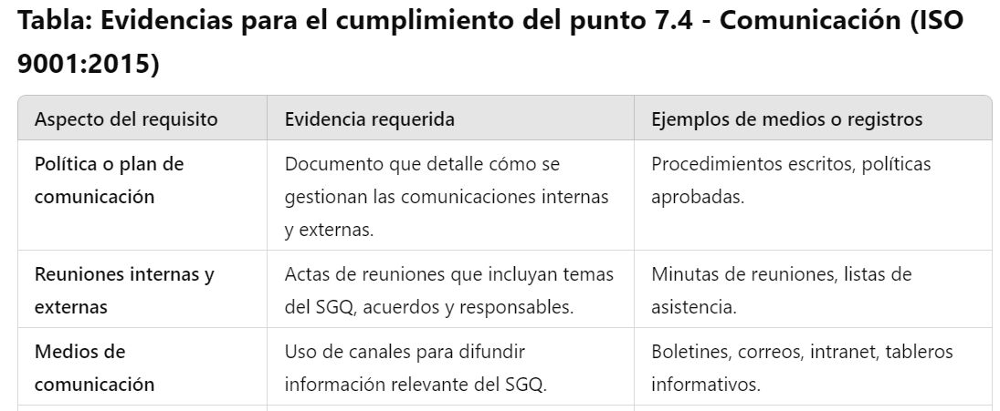 Tabla: Evidencias para el cumplimiento del punto 7.4 - Comunicación (ISO
9001:2015)
Aspecto del requisito
Evidencia requerida
Ejemplos de medios o registros
Política o plan de
comunicación
Documento que detalle cómo se
gestionan las comunicaciones internas
y externas.
Procedimientos escritos, políticas
aprobadas.
Reuniones internas y
externas
Actas de reuniones que incluyan temas
del SGQ, acuerdos y responsables.
Minutas de reuniones, listas de
asistencia.
Medios de
comunicación
Uso de canales para difundir
información relevante del SGQ.
Boletines, correos, intranet, tableros
informativos.